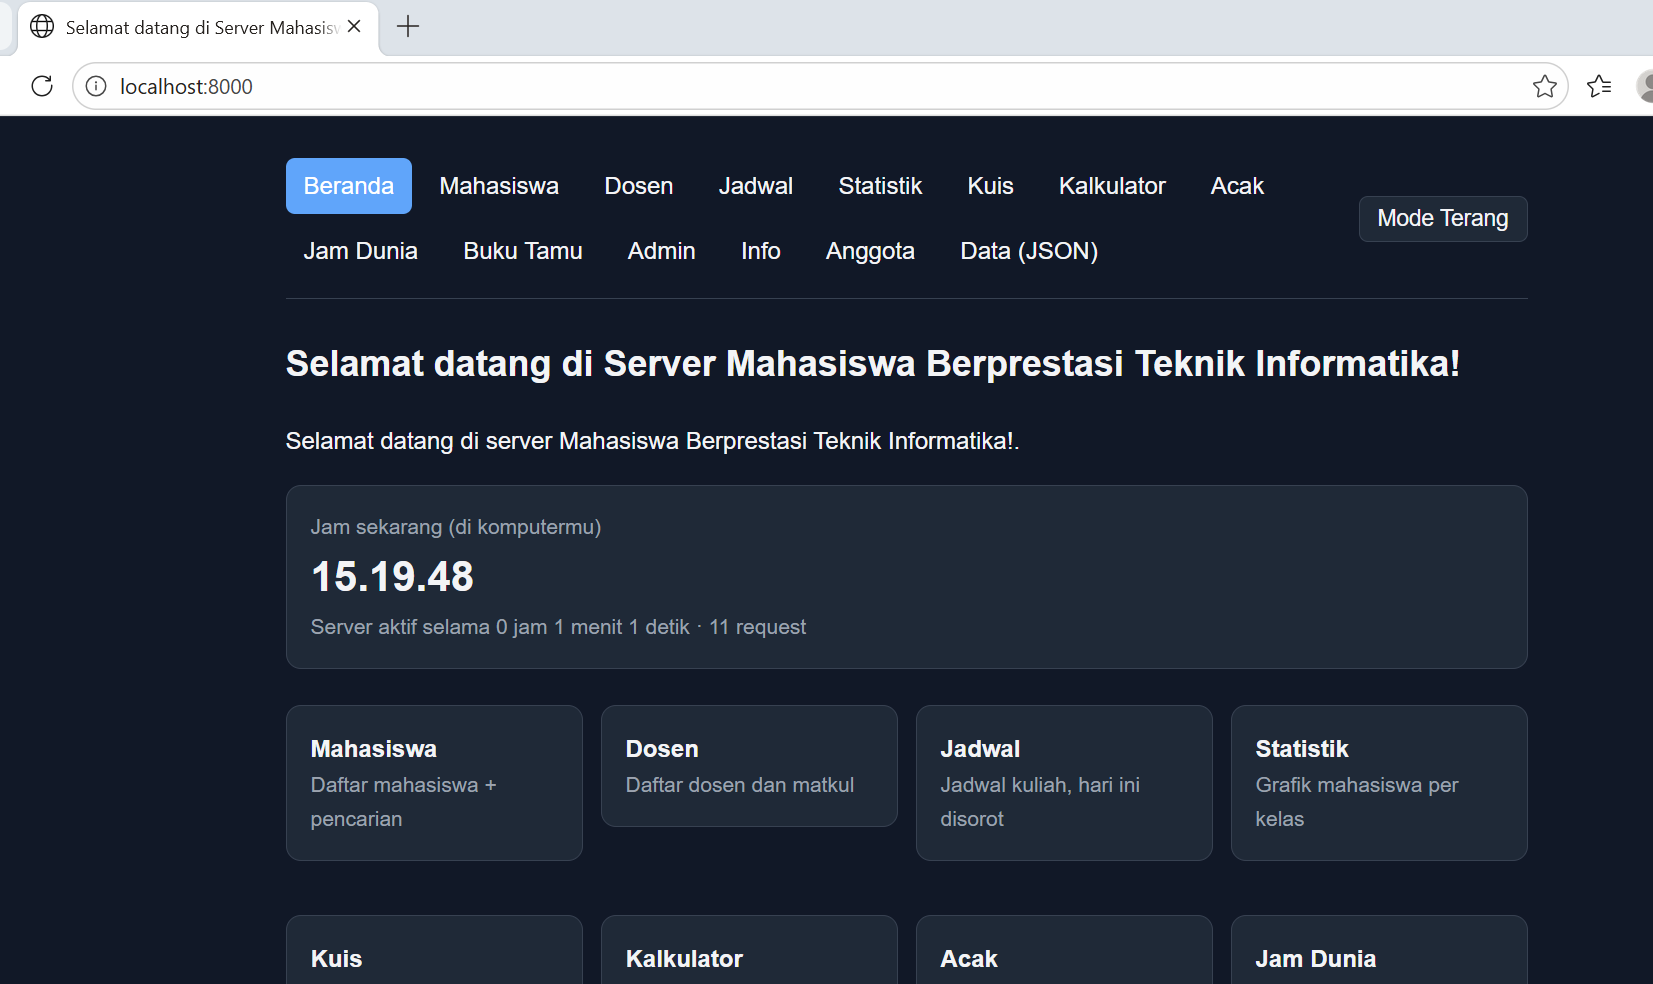 Selamat datang di Server Mahasisw
localhost:8000
Beranda Mahasiswa Dosen Jadwal Statistik Kuis Kalkulator Acak
Mode Terang
Jam Dunia Buku Tamu Admin Info Anggota Data (JSON)
Selamat datang di Server Mahasiswa Berprestasi Teknik Informatika!
Selamat datang di server Mahasiswa Berprestasi Teknik Informatika!.
Jam sekarang (di komputermu)
15.19.48
Server aktif selama 0 jam 1 menit 1 detik · 11 request
Mahasiswa
Daftar mahasiswa +
pencarian
Dosen
Daftar dosen dan matkul
Jadwal
Jadwal kuliah, hari ini
disorot
Statistik
Grafik mahasiswa per
kelas
Kuis
Kalkulator
Acak
Jam Dunia